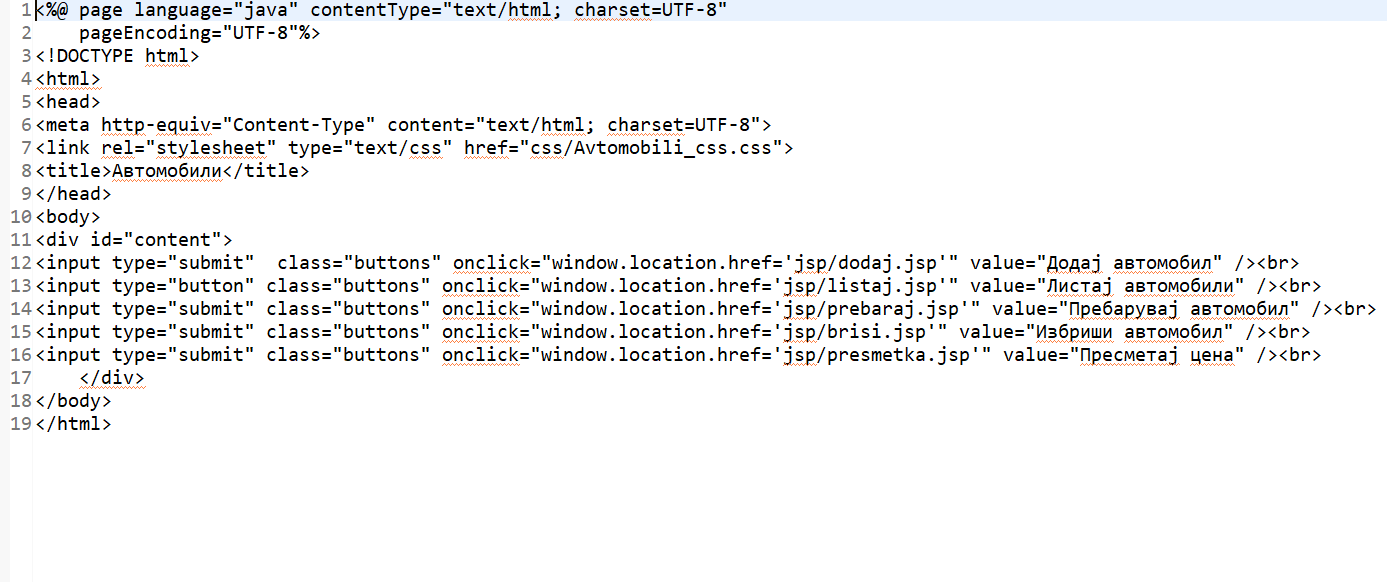 1 <%@ page language="java" contentType="text/html; charset=UTF-8"
2     pageEncoding="UTF-8"%>
3 <!DOCTYPE html>
4 <html>
5 <head>
6 <meta http-equiv="Content-Type" content="text/html; charset=UTF-8">
7 <link rel="stylesheet" type="text/css" href="css/Avtomobili_css.css">
8 <title>Автомобили</title>
9 </head>
10 <body>
11 <div id="content">
12 <input type="submit"  class="buttons" onclick="window.location.href='jsp/dodaj.jsp'" value="Додај автомобил" /><br>
13 <input type="button" class="buttons" onclick="window.location.href='jsp/listaj.jsp'" value="Листај автомобили" /><br>
14 <input type="submit" class="buttons" onclick="window.location.href='jsp/prebaraj.jsp'" value="Пребарувај автомобил" /><br>
15 <input type="submit" class="buttons" onclick="window.location.href='jsp/brisi.jsp'" value="Избриши автомобил" /><br>
16 <input type="submit" class="buttons" onclick="window.location.href='jsp/presmetka.jsp'" value="Пресметај цена" /><br>
17     </div>
18 </body>
19 </html>